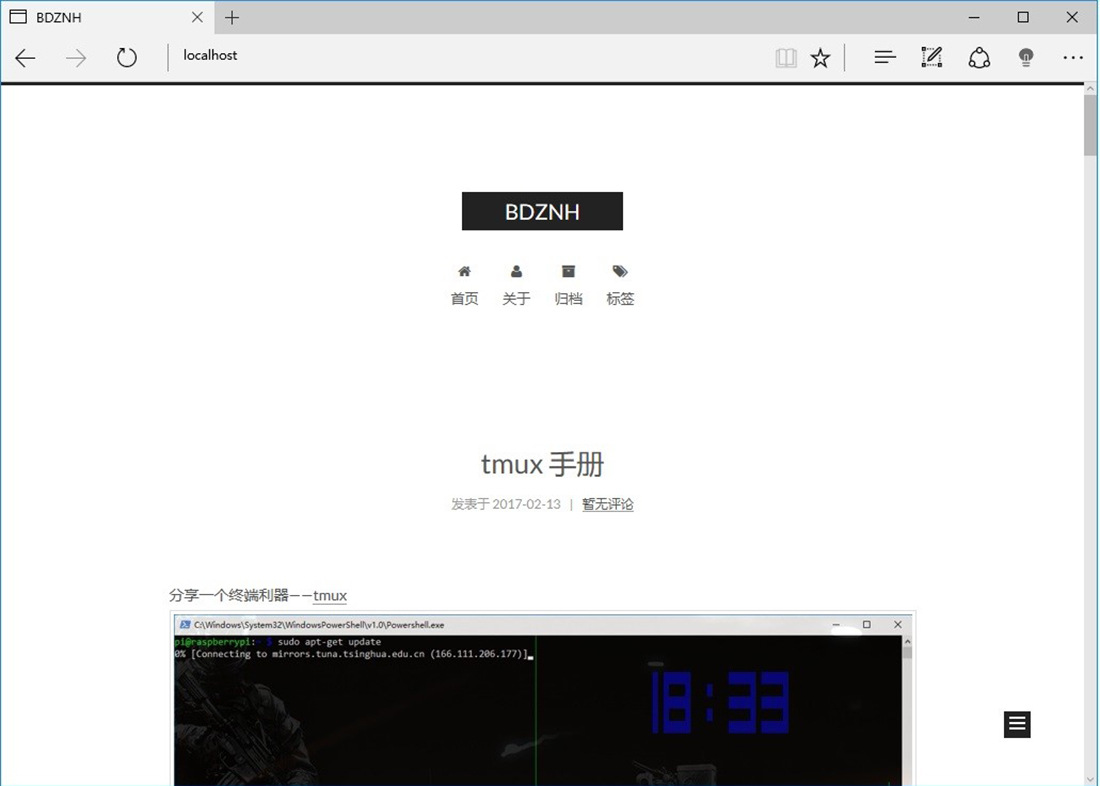 BDZNH
localhost
BDZNH
首页 关于 归档 标签
tmux 手册
发表于 2017-02-13 | 暂无评论
分享一个终端利器——tmux
C:\Windows\System32\WindowsPowerShell\v1.0\Powershell.exe
pi@raspberrypi:~ $ sudo apt-get update
0% [Connecting to mirrors.tuna.tsinghua.edu.cn (166.111.206.177)]
18:33